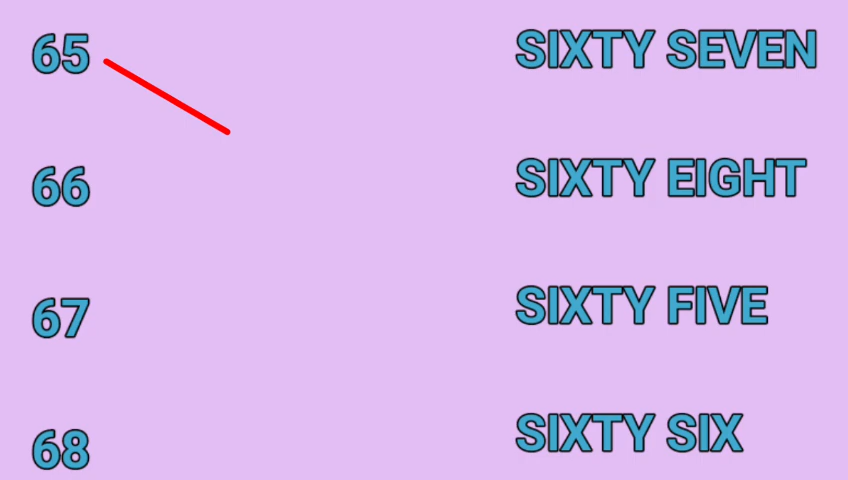 65 SIXTY SEVEN
66 SIXTY EIGHT
67 SIXTY FIVE
68 SIXTY SIX